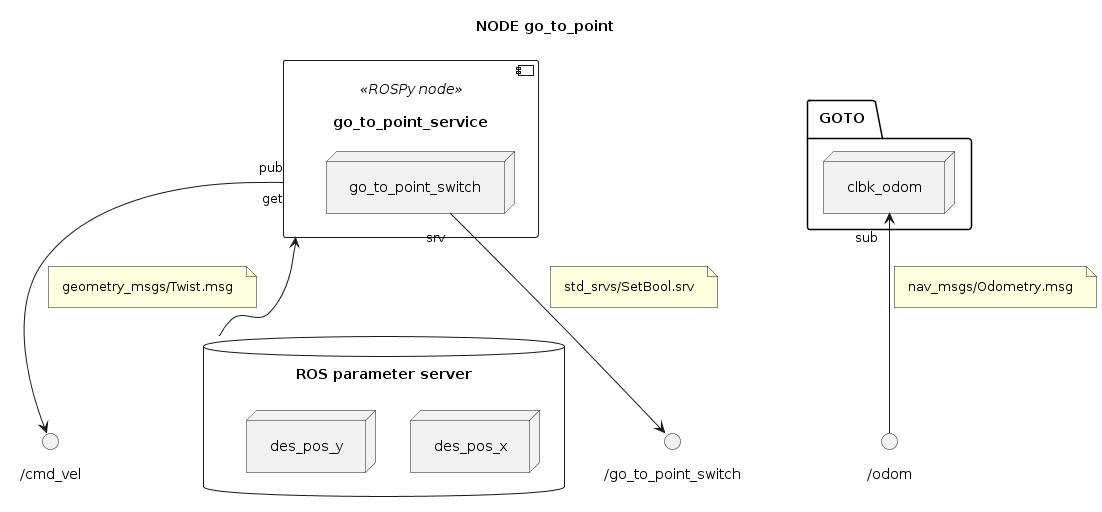 NODE go_to_point
«ROSPy node»
go_to_point_service
go_to_point_switch
GOTO
clbk_odom
pub
get
srv
sub
geometry_msgs/Twist.msg
std_srvs/SetBool.srv
nav_msgs/Odometry.msg
ROS parameter server
des_pos_y
des_pos_x
/cmd_vel
/go_to_point_switch
/odom